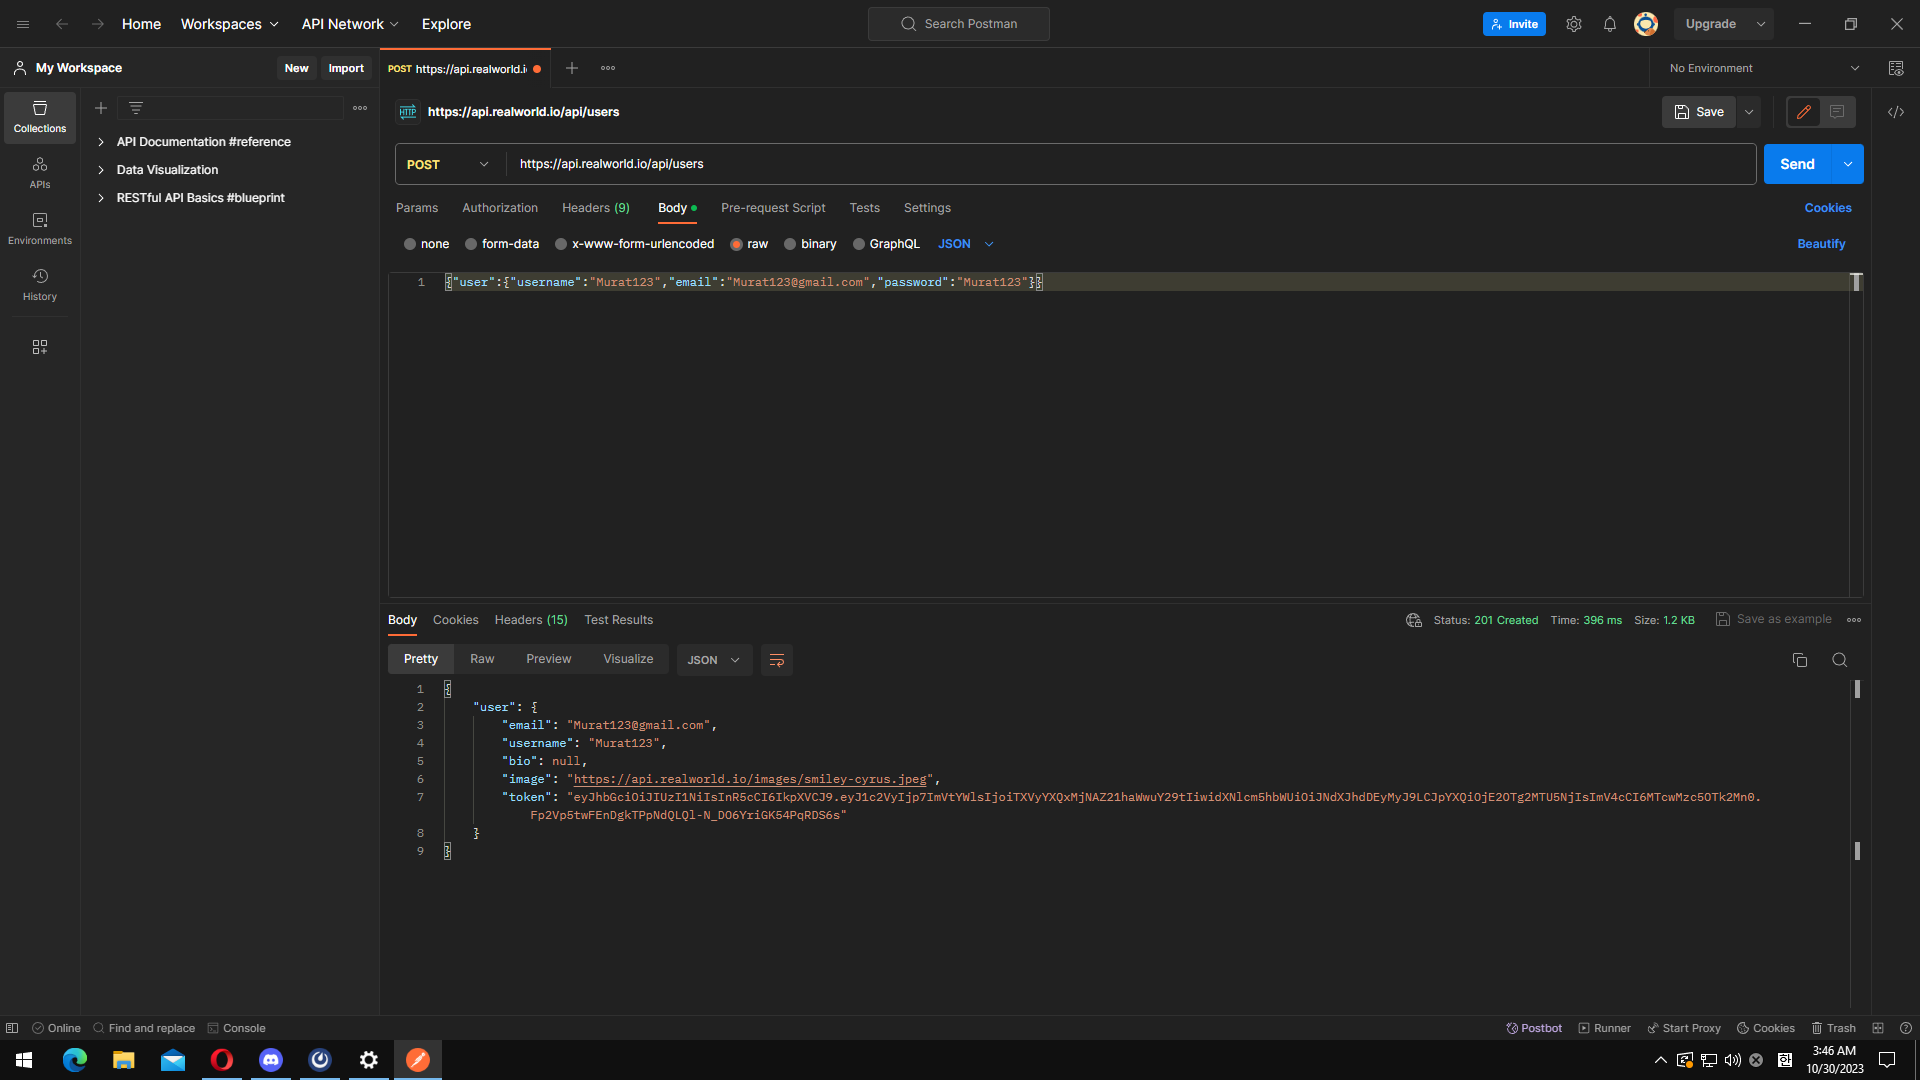 Home Workspaces API Network Explore Search Postman Invite Upgrade
My Workspace New Import POST https://api.realworld.i No Environment
Collections
APIs
Environments
History
API Documentation #reference
Data Visualization
RESTful API Basics #blueprint
HTTP https://api.realworld.io/api/users Save
POST https://api.realworld.io/api/users Send
Params Authorization Headers (9) Body Pre-request Script Tests Settings Cookies
none form-data x-www-form-urlencoded raw binary GraphQL JSON Beautify
1 {"user":{"username":"Murat123","email":"Murat123@gmail.com","password":"Murat123"}}
Body Cookies Headers (15) Test Results Status: 201 Created Time: 396 ms Size: 1.2 KB Save as example
Pretty Raw Preview Visualize JSON
1 {
2 "user": {
3 "email": "Murat123@gmail.com",
4 "username": "Murat123",
5 "bio": null,
6 "image": "https://api.realworld.io/images/smiley-cyrus.jpeg",
7 "token": "eyJhbGciOiJIUzI1NiIsInR5cCI6IkpXVCJ9.eyJ1c2VyIjp7ImVtYWlsIjoiTXVyYXQxMjNAZ21haWwuY29tIiwidXNlcm5hbWUiOiJNdXJhdDEyMyJ9LCJpYXQiOjE2OTg2MTU5NjIsImV4cCI6MTcwMzc5OTk2Mn0.
Fp2Vp5twFEnDgkTPpNdQLQl-N_DO6YriGK54PqRDS6s"
8 }
9 }
Online Find and replace Console Postbot Runner Start Proxy Cookies Trash
3:46 AM
10/30/2023